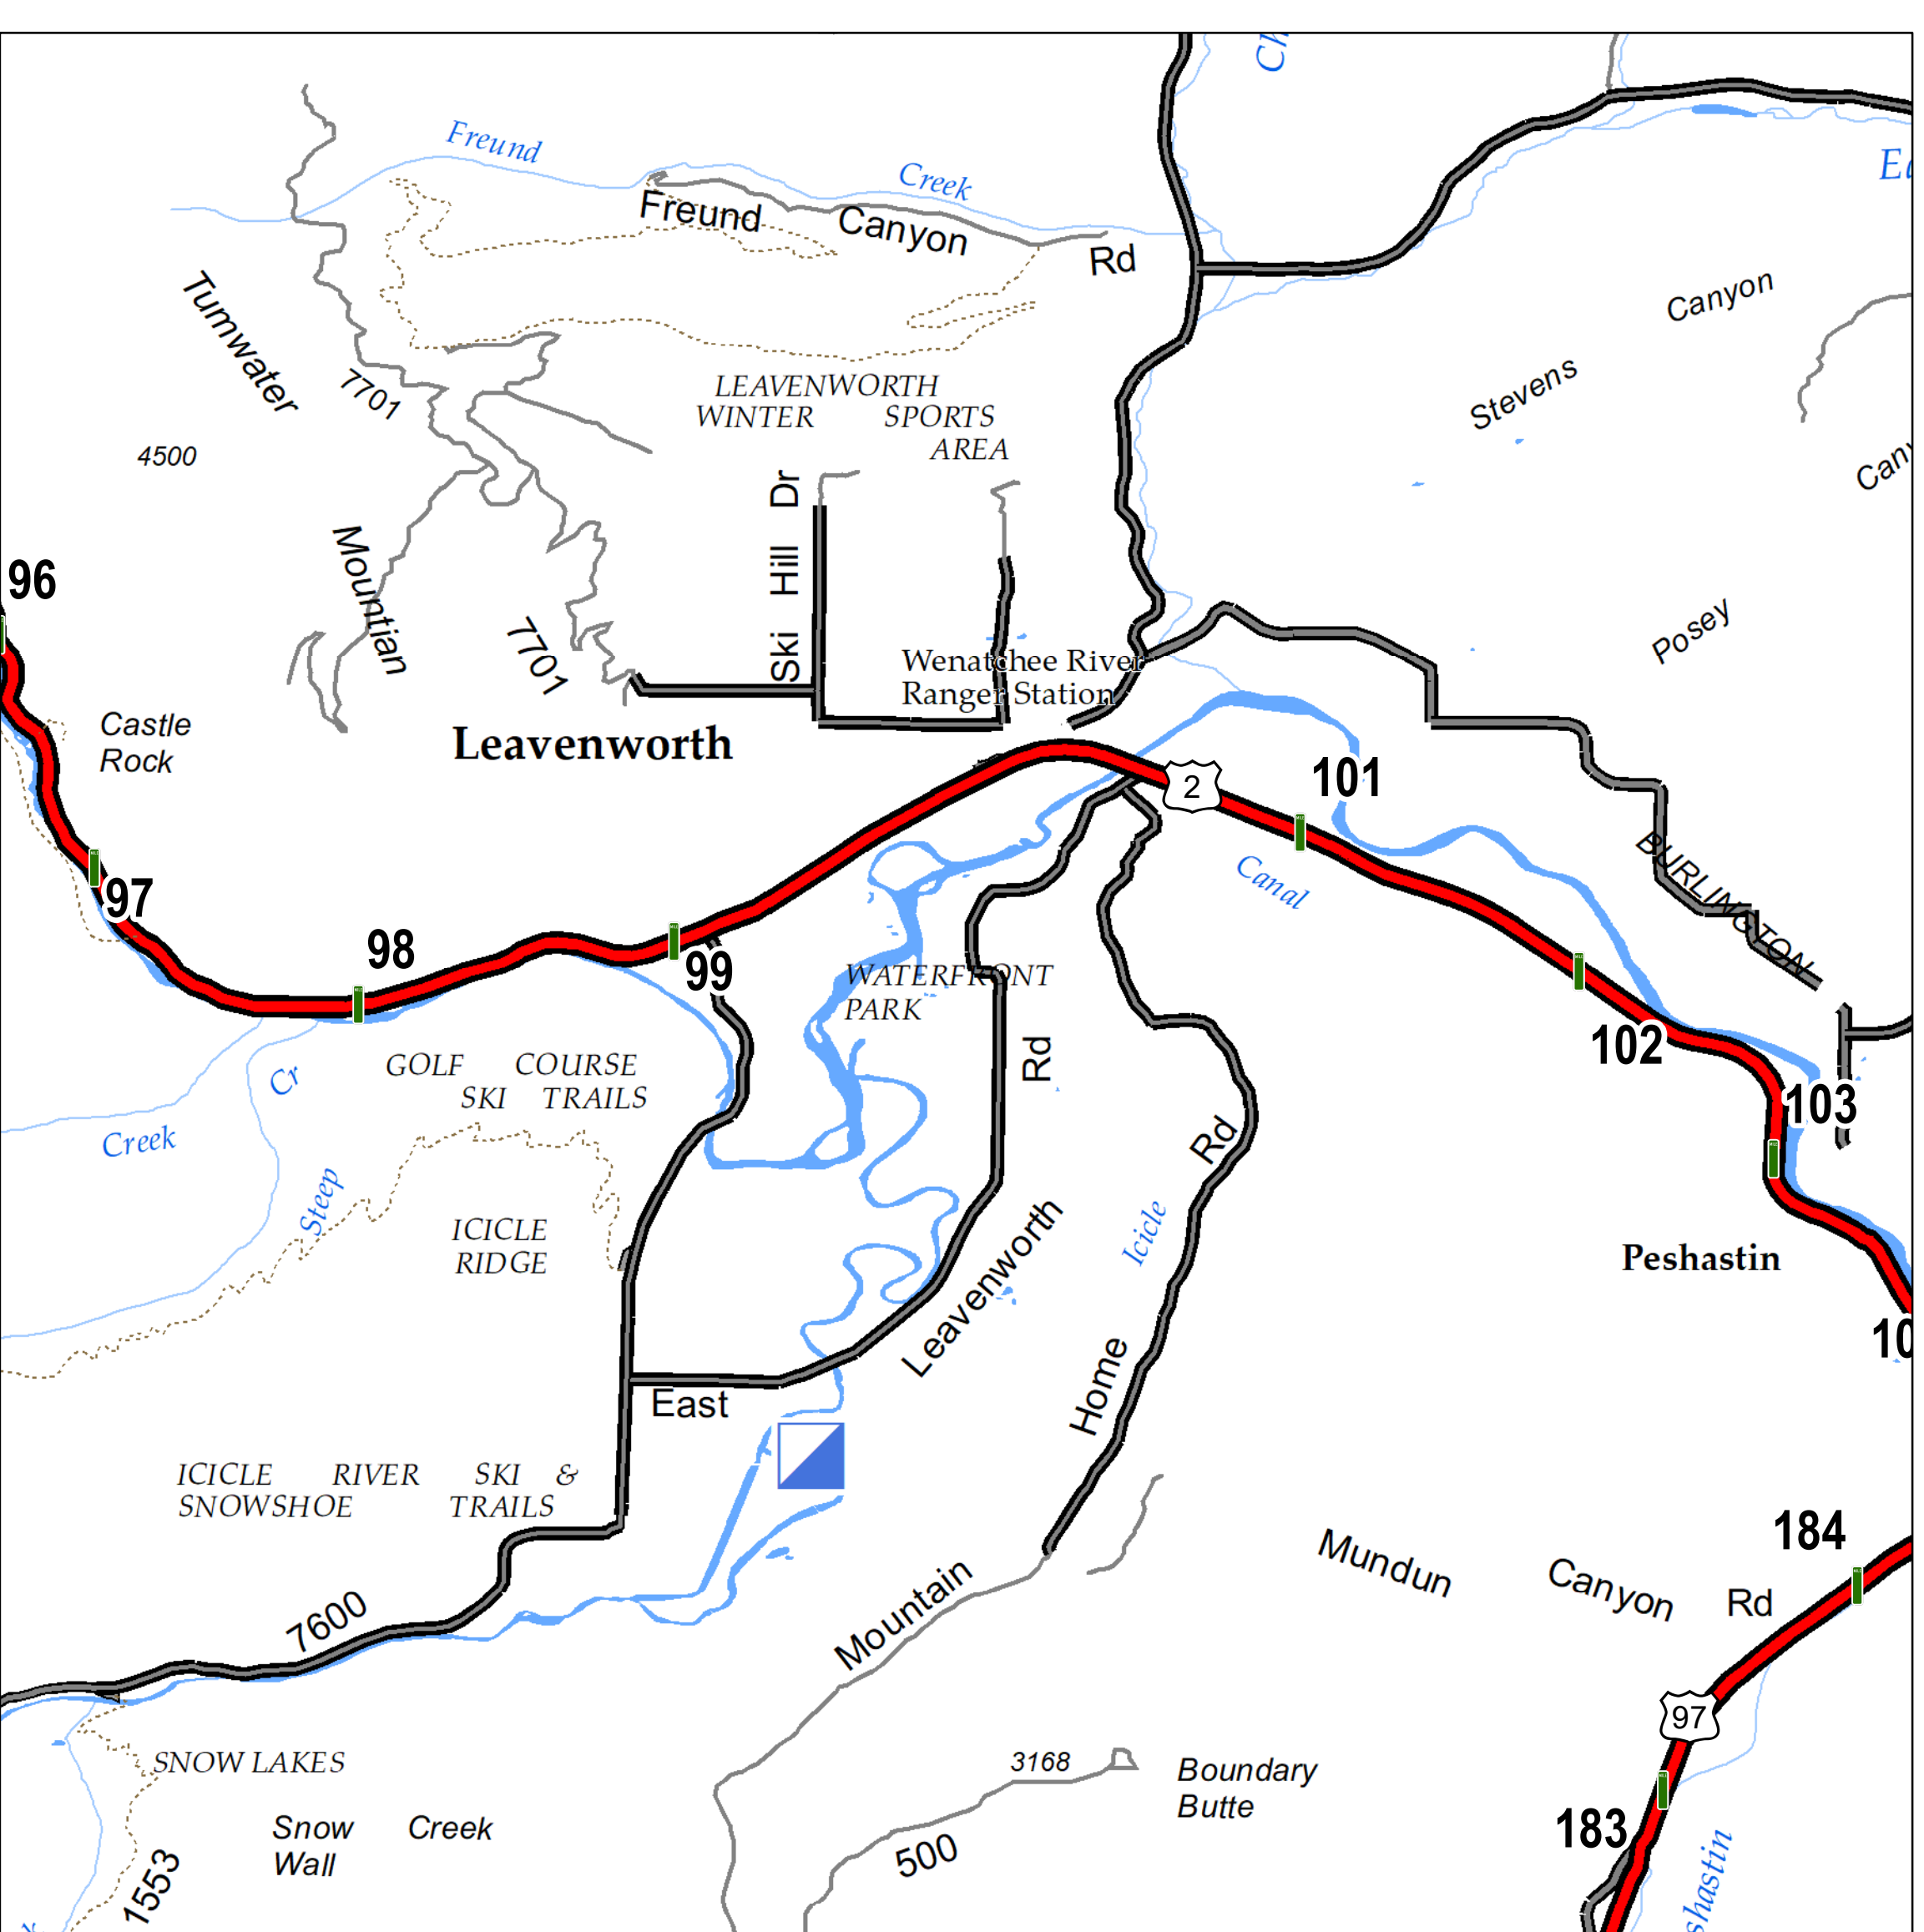 Freund
Creek
Freund Canyon Rd
Tumwater
7701
4500
LEAVENWORTH
WINTER SPORTS
AREA
Canyon
Stevens
Posey
Mountian
7701
Ski Hill Dr
Wenatchee River
Ranger Station
96
Castle
Rock
Leavenworth
2
101
BURLINGTON
97
98
99
Canal
WATERFRONT
PARK
102
103
GOLF COURSE
SKI TRAILS
Cr
Creek
Steep
Rd
Rd
Icicle
ICICLE
RIDGE
Leavenworth
Peshastin
10
East
Home
ICICLE RIVER SKI &
SNOWSHOE TRAILS
7600
Mountain
Mundun Canyon Rd
184
97
183
SNOW LAKES
Snow Creek
Wall
1553
3168
Boundary
Butte
500
shastin